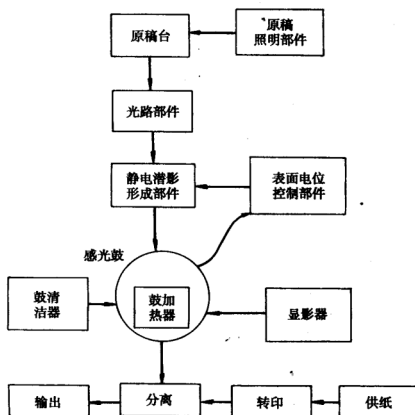 原稿台
原稿
照明部件
光路部件
静电潜影
形成部件
表面电位
控制部件
感光鼓
鼓清
洁器
鼓加
热器
显影器
输出
分离
转印
供纸